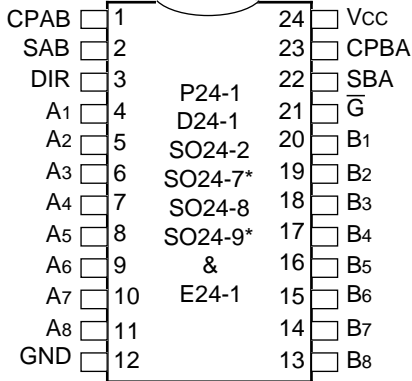 CPAB 1 24 VCC
SAB 2 23 CPBA
DIR 3 22 SBA
A1 4 21 G̅
A2 5 20 B1
A3 6 19 B2
A4 7 18 B3
A5 8 17 B4
A6 9 16 B5
A7 10 15 B6
A8 11 14 B7
GND 12 13 B8
P24-1
D24-1
SO24-2
SO24-7*
SO24-8
SO24-9*
&
E24-1